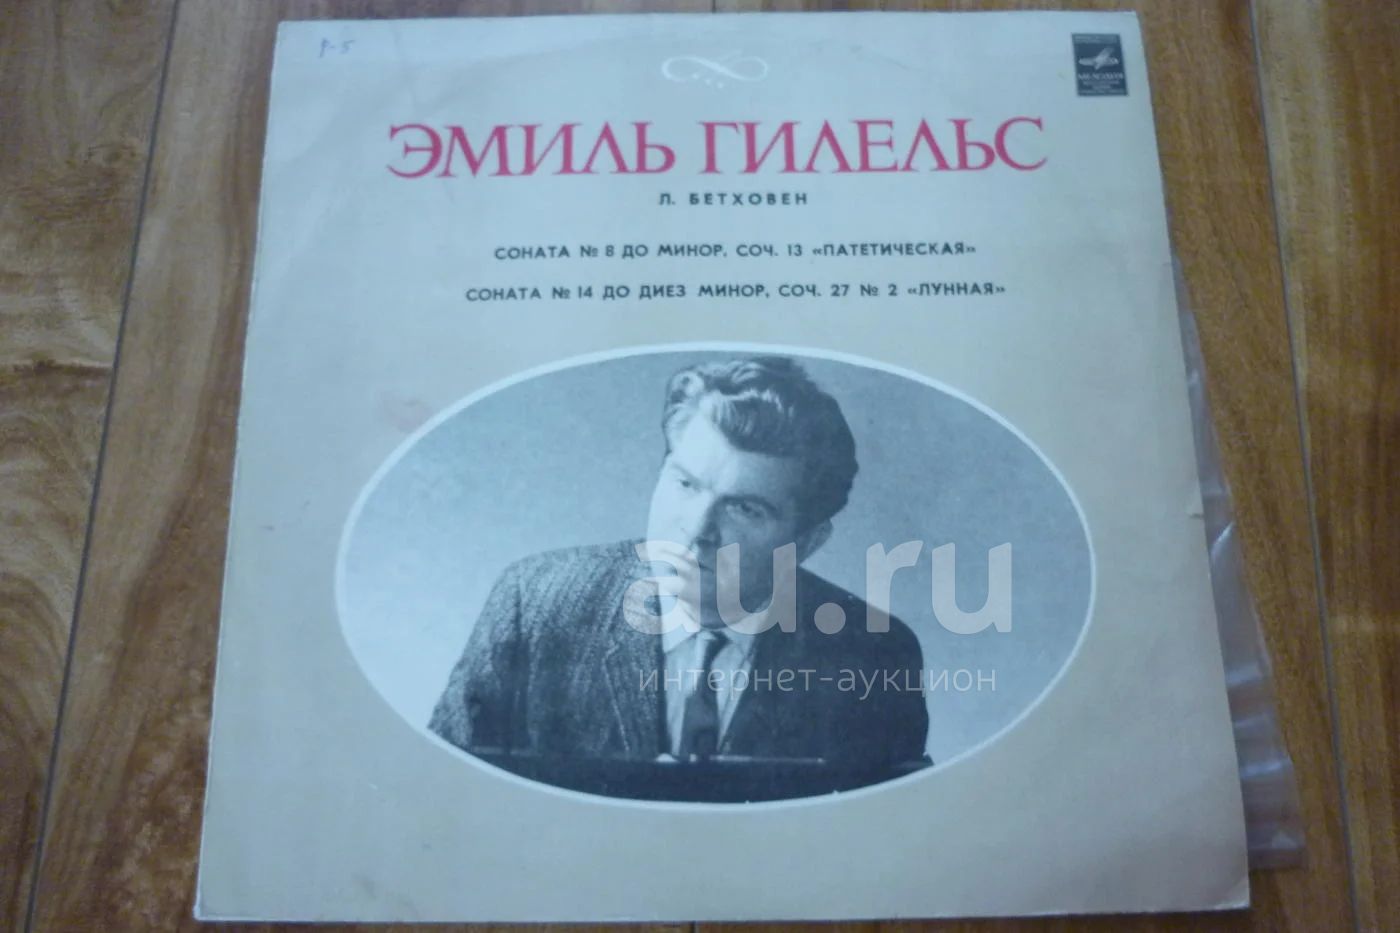 Р-5
МЕЛОДИЯ
ЭМИЛЬ ГИЛЕЛЬС
Л. БЕТХОВЕН
СОНАТА № 8 ДО МИНОР, СОЧ. 13 «ПАТЕТИЧЕСКАЯ»
СОНАТА № 14 ДО ДИЕЗ МИНОР, СОЧ. 27 № 2 «ЛУННАЯ»
au.ru
интернет-аукцион